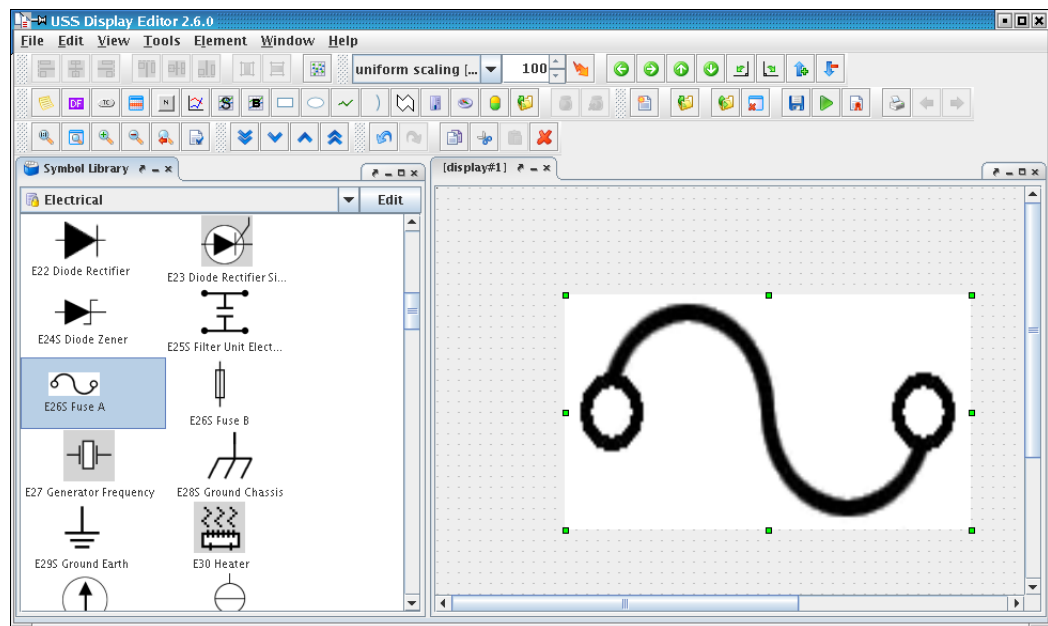 USS Display Editor 2.6.0
File Edit View Tools Element Window Help
uniform scaling [... 100
DF TC N S B
Symbol Library
[display#1]
Electrical Edit
E22 Diode Rectifier
E23 Diode Rectifier Si...
E24S Diode Zener
E25S Filter Unit Elect...
E26S Fuse A
E26S Fuse B
E27 Generator Frequency
E28S Ground Chassis
E29S Ground Earth
E30 Heater